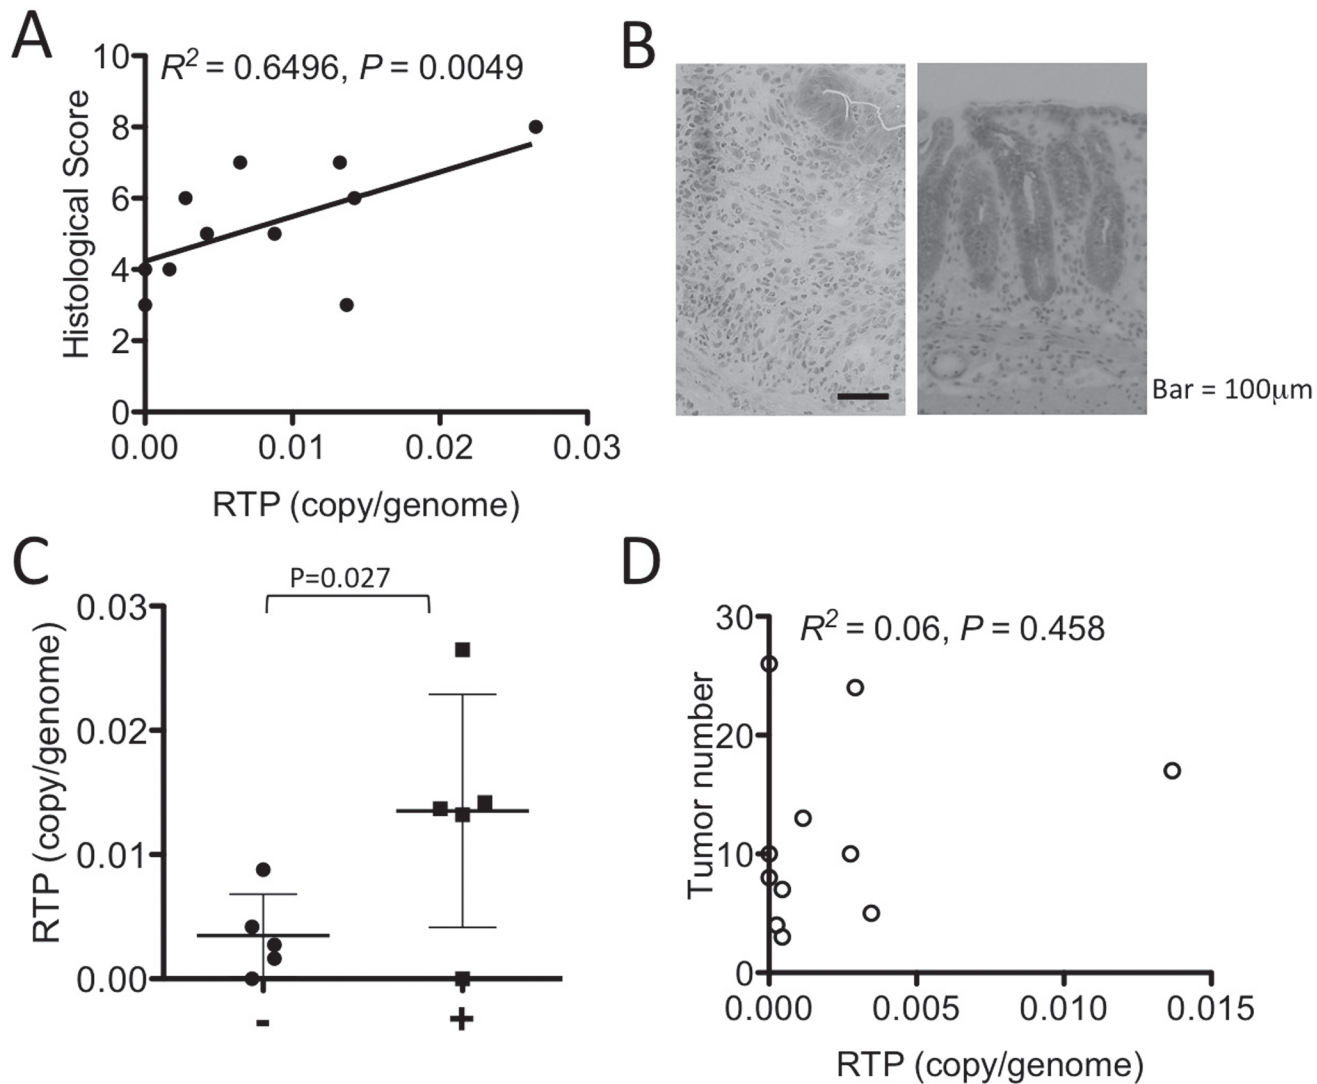 A
R² = 0.6496, P = 0.0049
Histological Score
10
8
6
4
2
0
0.00 0.01 0.02 0.03
RTP (copy/genome)
B
Bar = 100μm
C
P=0.027
RTP (copy/genome)
0.03
0.02
0.01
0.00
- +
D
R² = 0.06, P = 0.458
Tumor number
30
20
10
0
0.000 0.005 0.010 0.015
RTP (copy/genome)